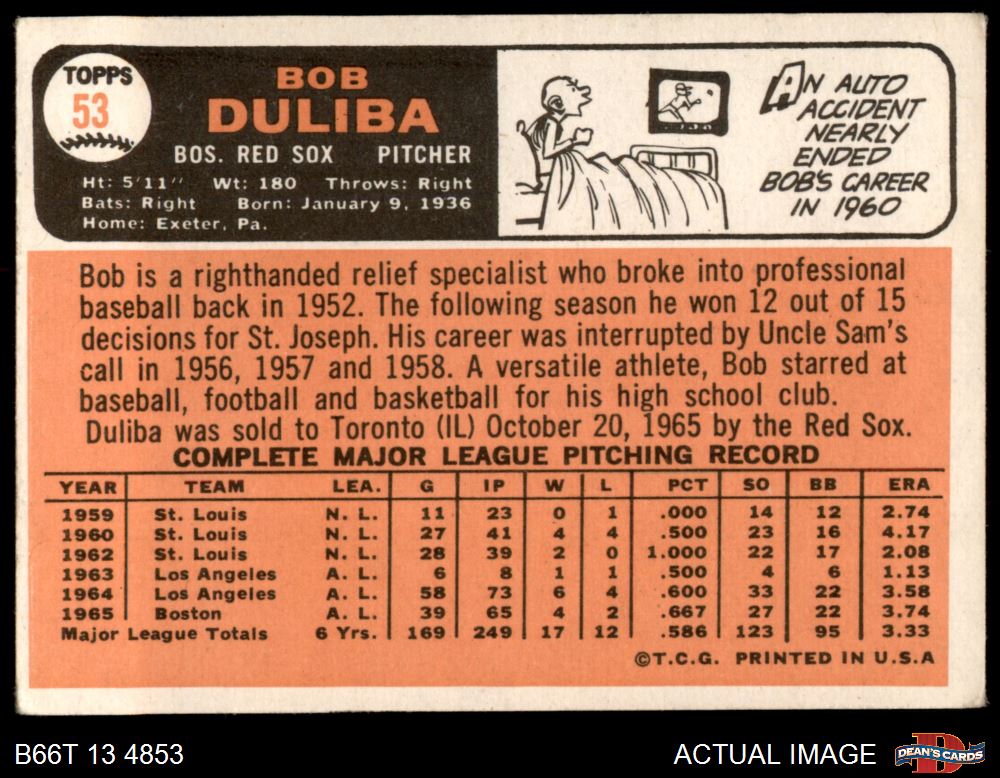 TOPPS
53
BOB
DULIBA
BOS. RED SOX PITCHER
Ht: 5'11" Wt: 180 Throws: Right
Bats: Right Born: January 9, 1936
Home: Exeter, Pa.
AN AUTO
ACCIDENT
NEARLY
ENDED
BOB'S CAREER
IN 1960
Bob is a righthanded relief specialist who broke into professional
baseball back in 1952. The following season he won 12 out of 15
decisions for St. Joseph. His career was interrupted by Uncle Sam's
call in 1956, 1957 and 1958. A versatile athlete, Bob starred at
baseball, football and basketball for his high school club.
Duliba was sold to Toronto (IL) October 20, 1965 by the Red Sox.
COMPLETE MAJOR LEAGUE PITCHING RECORD
YEAR TEAM LEA. G IP W L PCT SO BB ERA
1959 St. Louis N. L. 11 23 0 1 .000 14 12 2.74
1960 St. Louis N. L. 27 41 4 4 .500 23 16 4.17
1962 St. Louis N. L. 28 39 2 0 1.000 22 17 2.08
1963 Los Angeles A. L. 6 8 1 1 .500 4 6 1.13
1964 Los Angeles A. L. 58 73 6 4 .600 33 22 3.58
1965 Boston A. L. 39 65 4 2 .667 27 22 3.74
Major League Totals 6 Yrs. 169 249 17 12 .586 123 95 3.33
©T.C.G. PRINTED IN U.S.A
B66T 13 4853
ACTUAL IMAGE
DEAN'S CARDS